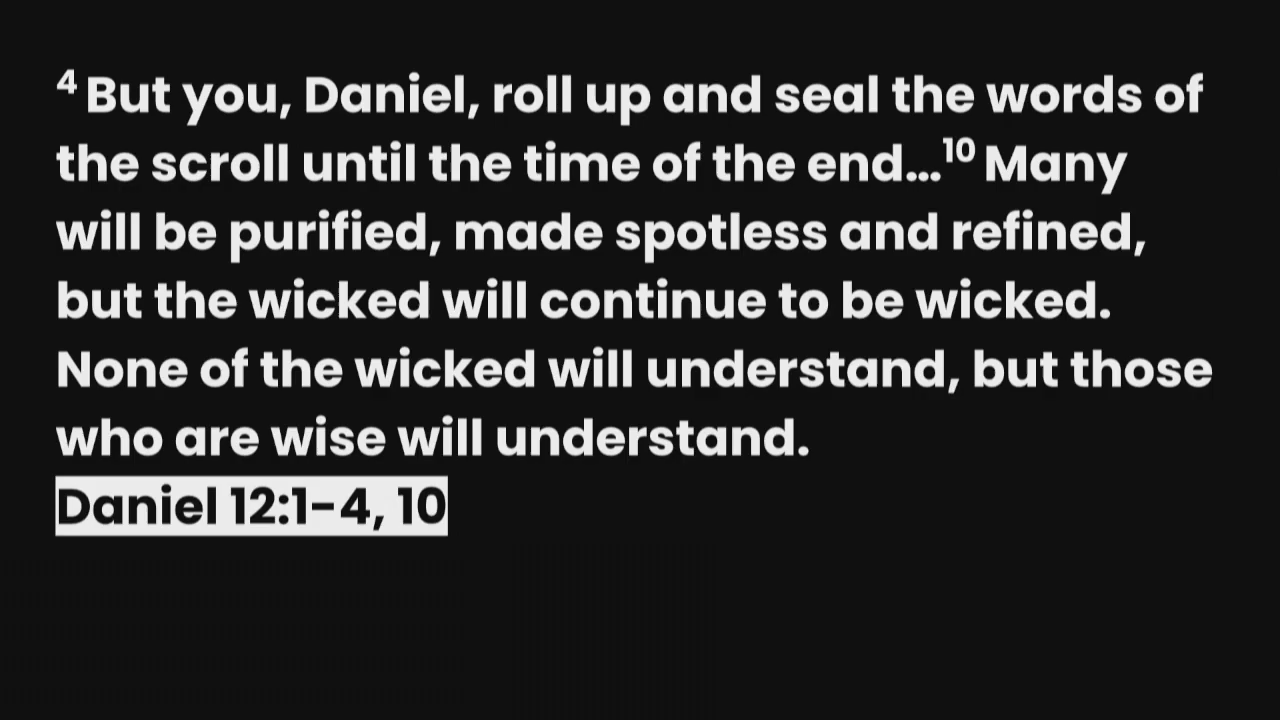 4 But you, Daniel, roll up and seal the words of
the scroll until the time of the end...10 Many
will be purified, made spotless and refined,
but the wicked will continue to be wicked.
None of the wicked will understand, but those
who are wise will understand.
Daniel 12:1-4, 10